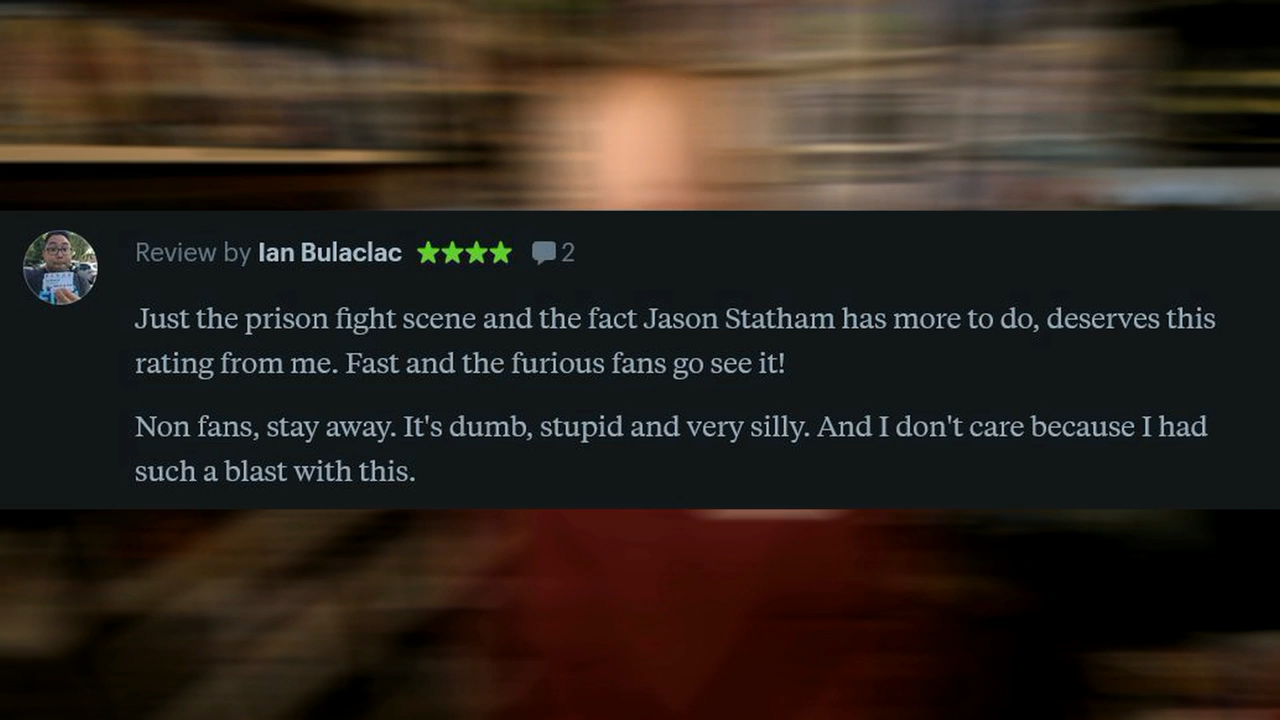 Review by Ian Bulaclac ★★★★ 2
Just the prison fight scene and the fact Jason Statham has more to do, deserves this
rating from me. Fast and the furious fans go see it!
Non fans, stay away. It's dumb, stupid and very silly. And I don't care because I had
such a blast with this.